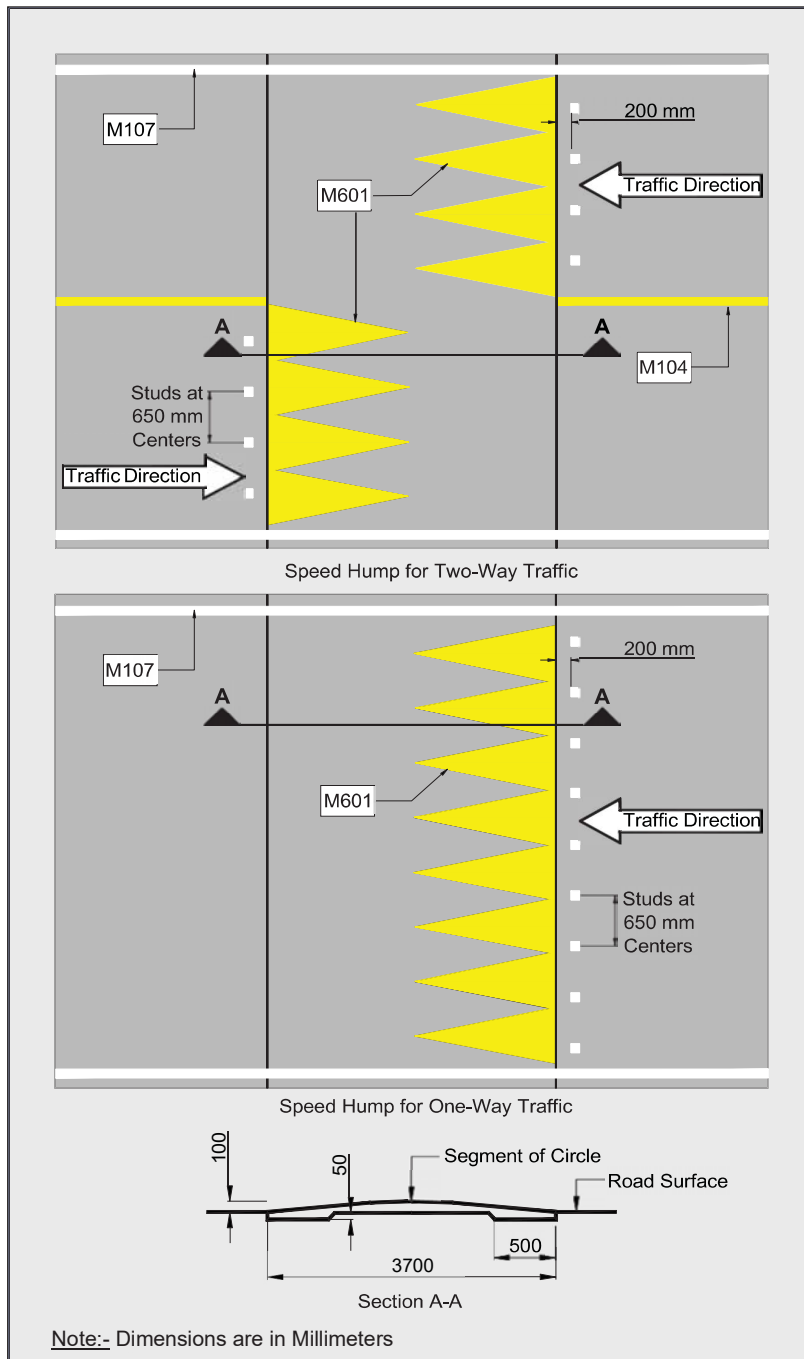 M107
200 mm
M601
Traffic Direction
A
A
M104
Studs at
650 mm
Centers
Traffic Direction
Speed Hump for Two-Way Traffic
M107
200 mm
A
A
M601
Traffic Direction
Studs at
650 mm
Centers
Speed Hump for One-Way Traffic
100
50
Segment of Circle
Road Surface
500
3700
Section A-A
Note:- Dimensions are in Millimeters